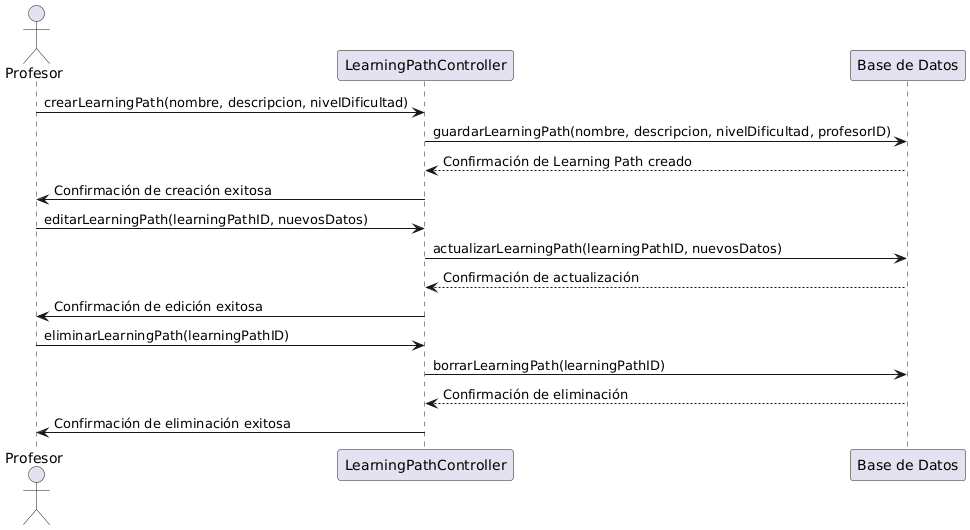 Profesor
LearningPathController
Base de Datos
crearLearningPath(nombre, descripcion, nivelDificultad)
guardarLearningPath(nombre, descripcion, nivelDificultad, profesorID)
Confirmación de Learning Path creado
Confirmación de creación exitosa
editarLearningPath(learningPathID, nuevosDatos)
actualizarLearningPath(learningPathID, nuevosDatos)
Confirmación de actualización
Confirmación de edición exitosa
eliminarLearningPath(learningPathID)
borrarLearningPath(learningPathID)
Confirmación de eliminación
Confirmación de eliminación exitosa
Profesor
LearningPathController
Base de Datos